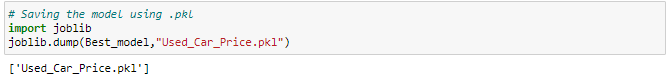 # Saving the model using .pkl
import joblib
joblib.dump(Best_model,"Used_Car_Price.pkl")
['Used_Car_Price.pkl']